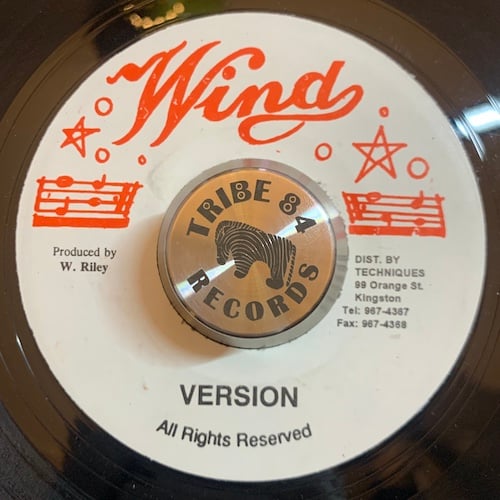 Wind
TRIBE 84
RECORDS
Produced by
W. Riley
DIST. BY
TECHNIQUES
99 Orange St.
Kingston
Tel: 967-4367
Fax: 967-4368
VERSION
All Rights Reserved